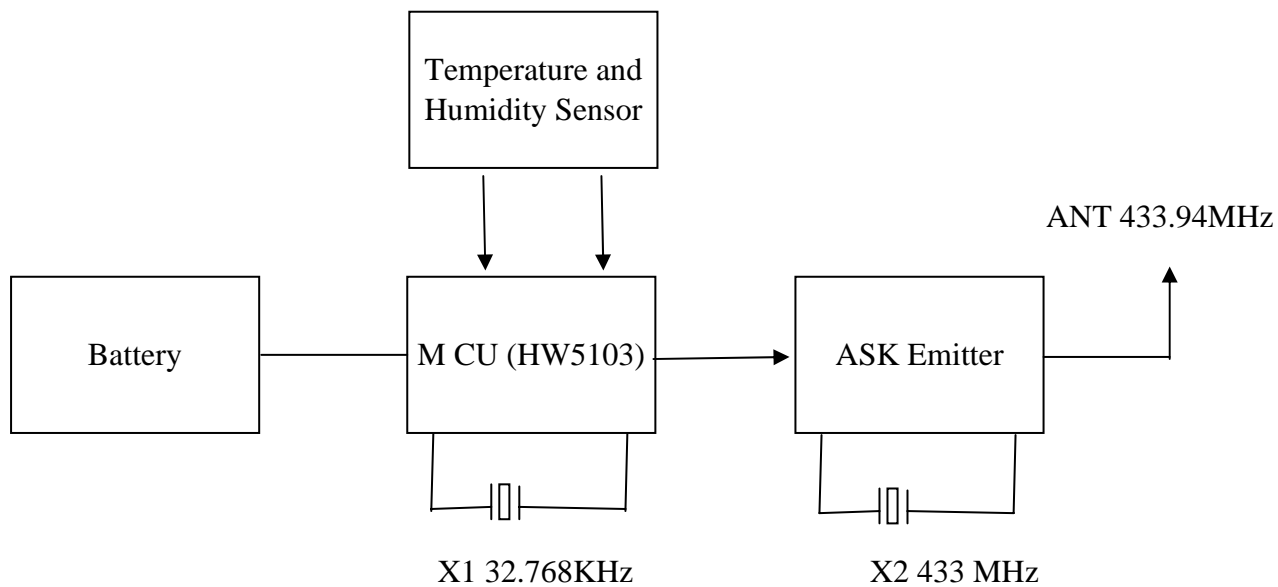 Temperature and
Humidity Sensor
ANT 433.94MHz
Battery
M CU (HW5103)
ASK Emitter
X1 32.768KHz
X2 433 MHz